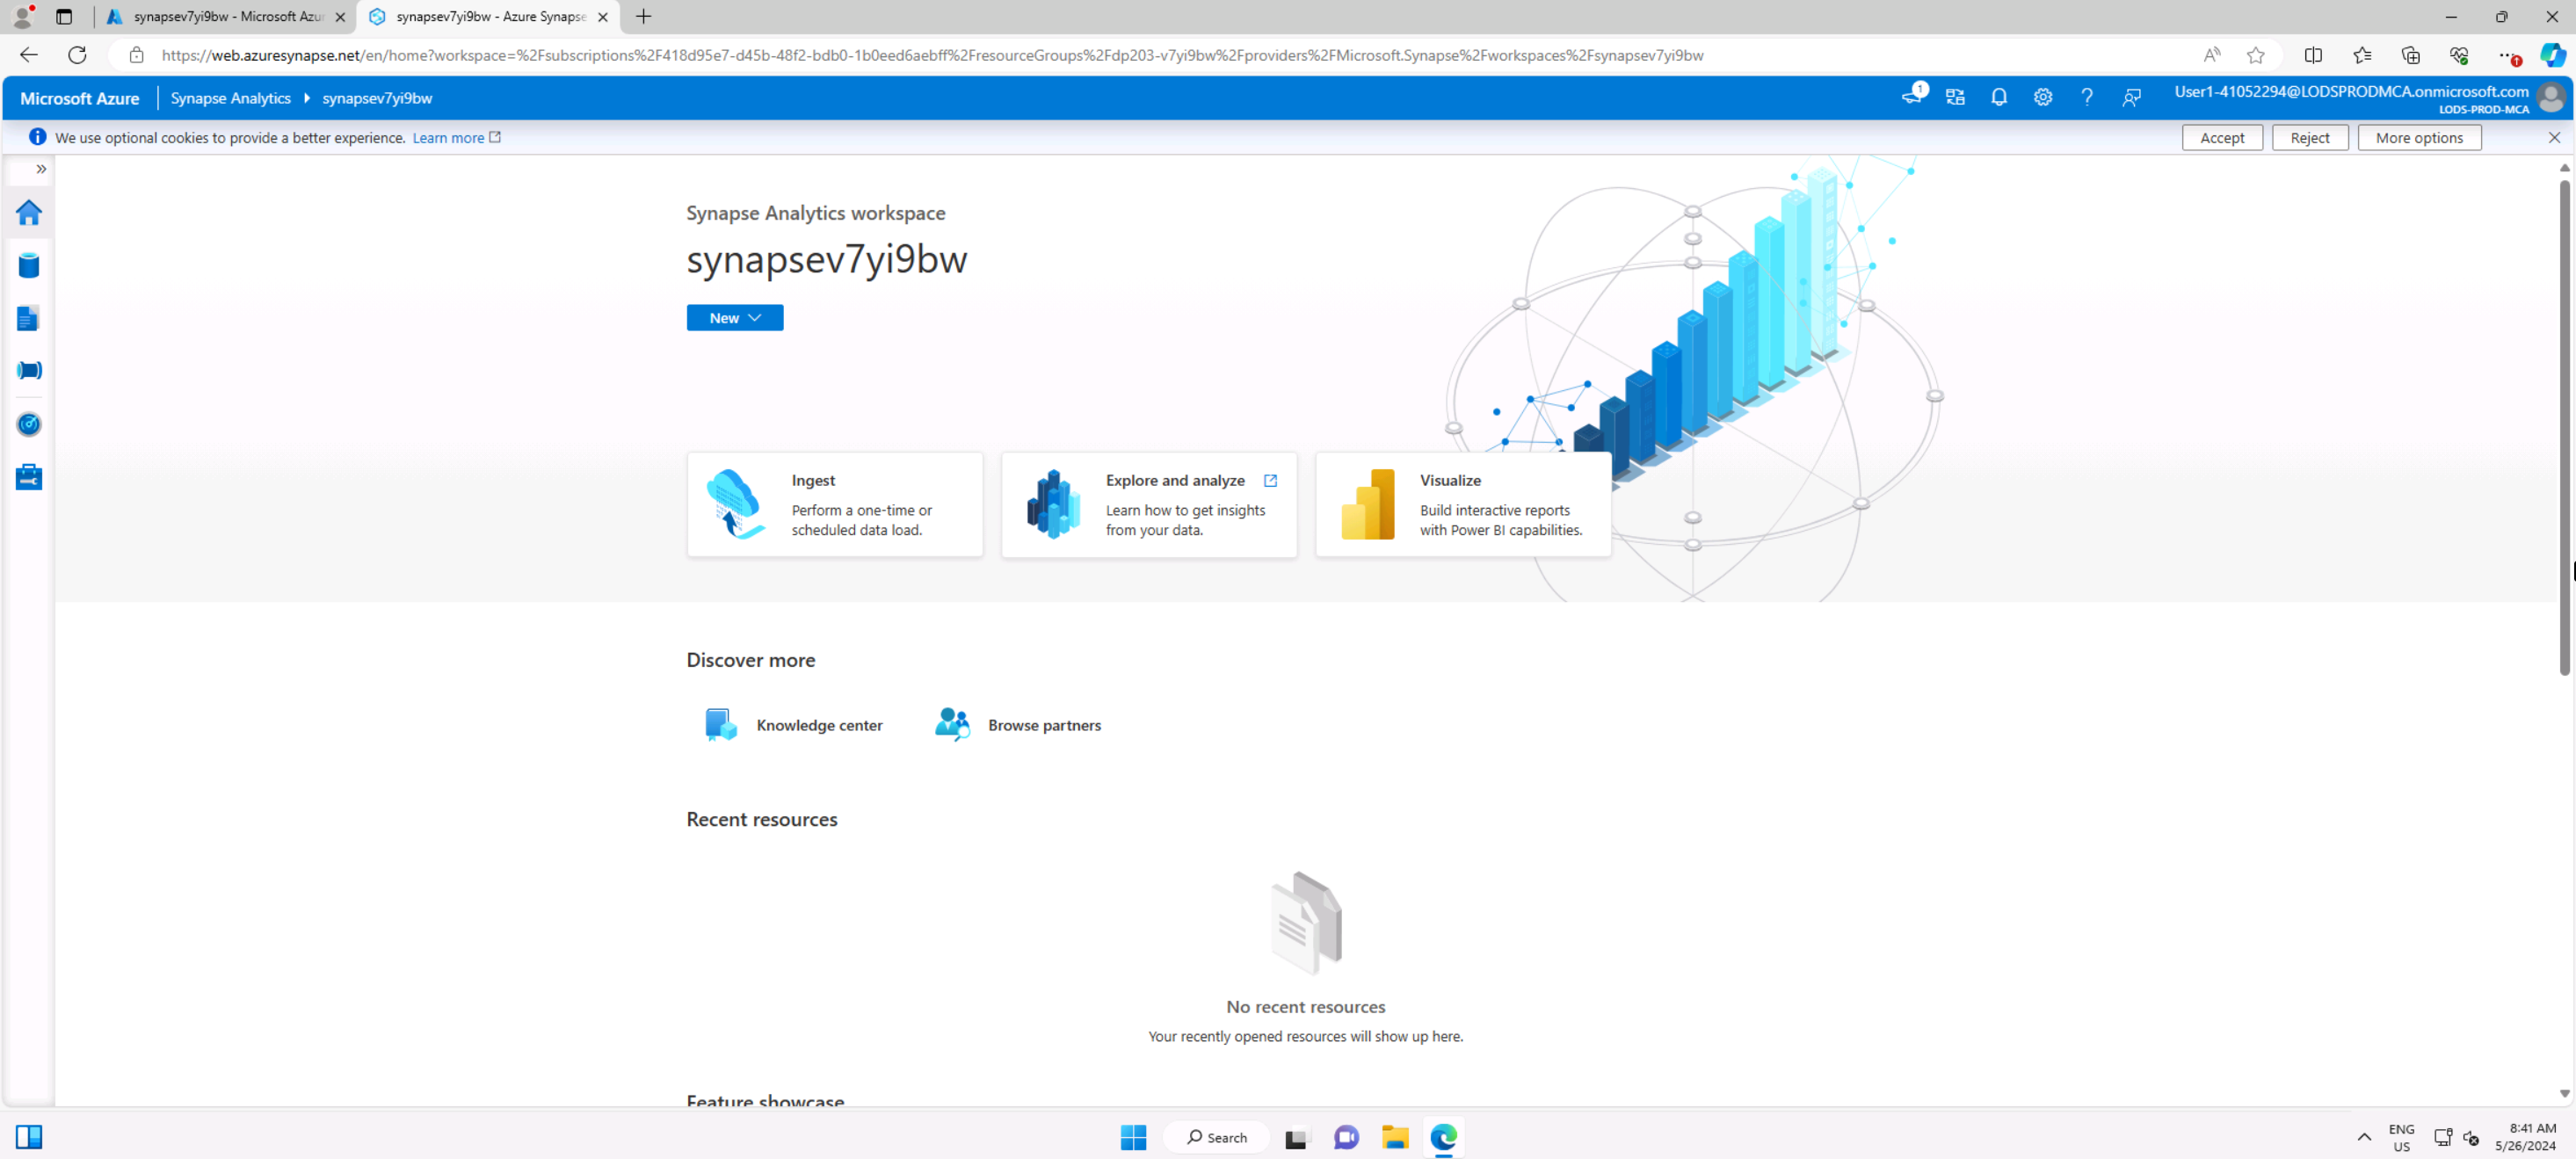 synapsev7yi9bw - Microsoft Azur
synapsev7yi9bw - Azure Synapse
https://web.azuresynapse.net/en/home?workspace=%2Fsubscriptions%2F418d95e7-d45b-48f2-bdb0-1b0eed6aebff%2FresourceGroups%2Fdp203-v7yi9bw%2Fproviders%2FMicrosoft.Synapse%2Fworkspaces%2Fsynapsev7yi9bw
Microsoft Azure
Synapse Analytics
synapsev7yi9bw
1
User1-41052294@LODSPRODMCA.onmicrosoft.com
LODS-PROD-MCA
We use optional cookies to provide a better experience. Learn more
Accept
Reject
More options
Synapse Analytics workspace
synapsev7yi9bw
New
Ingest
Perform a one-time or
scheduled data load.
Explore and analyze
Learn how to get insights
from your data.
Visualize
Build interactive reports
with Power BI capabilities.
Discover more
Knowledge center
Browse partners
Recent resources
No recent resources
Your recently opened resources will show up here.
Feature showcase
Search
ENG
US
8:41 AM
5/26/2024